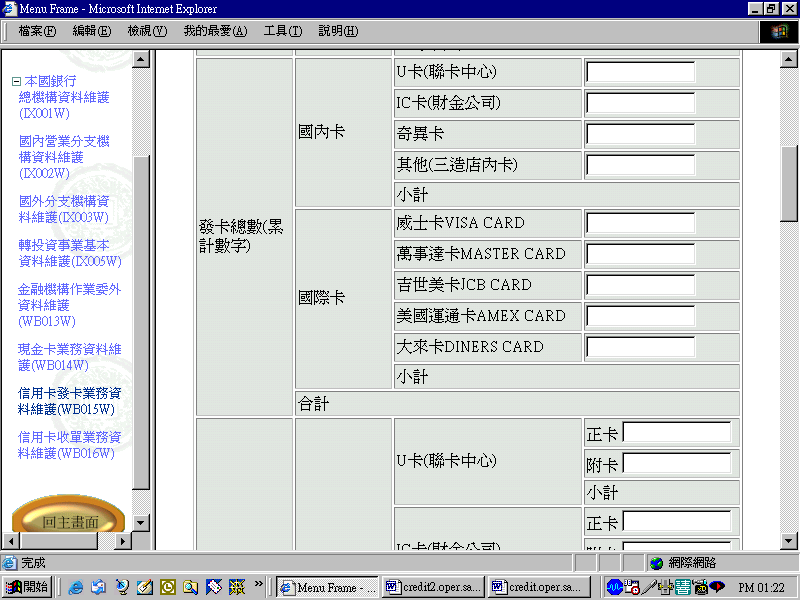 Menu Frame - Microsoft Internet Explorer
檔案(F) 編輯(E) 檢視(V) 我的最愛(A) 工具(T) 說明(H)
本國銀行
總機構資料維護
(IX001W)
國內營業分支機
構資料維護
(IX002W)
國外分支機構資
料維護(IX003W)
轉投資事業基本
資料維護(IX005W)
金融機構作業委外
資料維護
(WB013W)
現金卡業務資料維
護(WB014W)
信用卡發卡業務資
料維護(WB015W)
信用卡收單業務資
料維護(WB016W)
回主畫面
發卡總數(累
計數字)
國內卡
U卡(聯卡中心)
IC卡(財金公司)
奇異卡
其他(三造店內卡)
小計
國際卡
威士卡VISA CARD
萬事達卡MASTER CARD
吉世美卡JCB CARD
美國運通卡AMEX CARD
大來卡DINERS CARD
小計
合計
U卡(聯卡中心)
正卡
附卡
小計
IC卡(財金公司)
正卡
附卡
完成
網際網路
開始
Menu Frame - ...
credit2.oper.sa...
credit.oper.sa...
PM 01:22